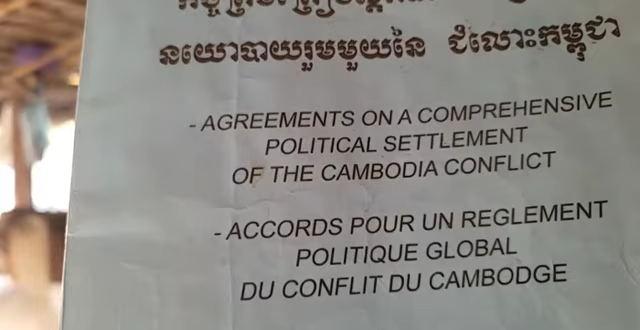 នយោបាយរួមមួយនៃ ជំលោះកម្ពុជា
- AGREEMENTS ON A COMPREHENSIVE
POLITICAL SETTLEMENT
OF THE CAMBODIA CONFLICT
- ACCORDS POUR UN REGLEMENT
POLITIQUE GLOBAL
DU CONFLIT DU CAMBODGE